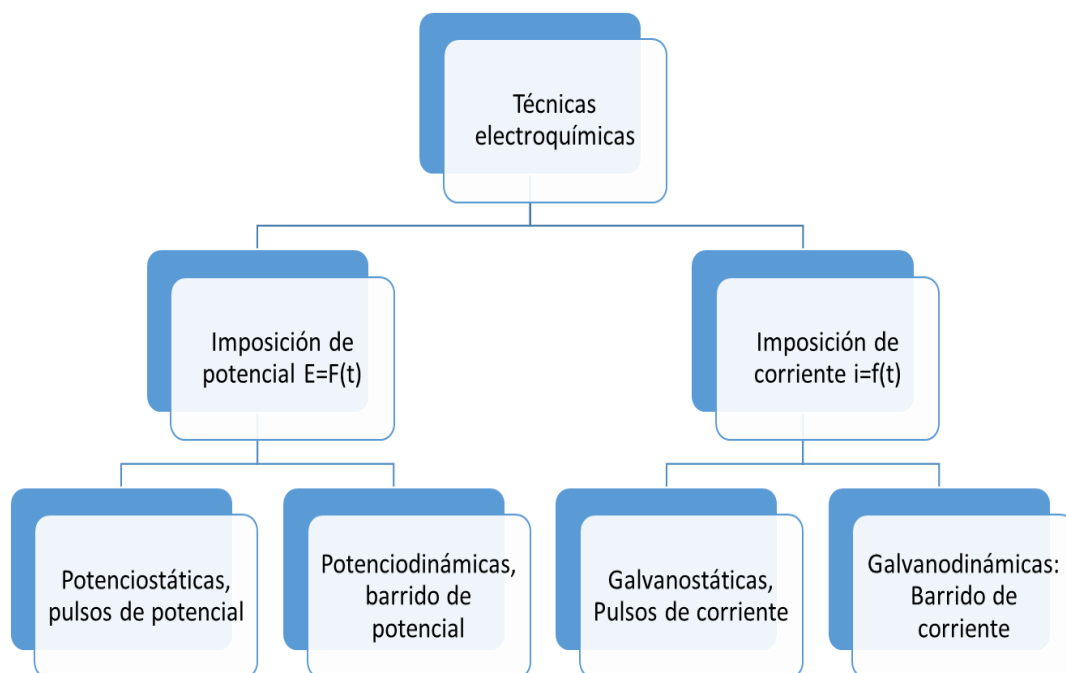 Técnicas
electroquímicas
Imposición de
potencial E=F(t)
Imposición de
corriente i=f(t)
Potenciostáticas,
pulsos de potencial
Potenciodinámicas,
barrido de
potencial
Galvanostáticas,
Pulsos de corriente
Galvanodinámicas:
Barrido de
corriente